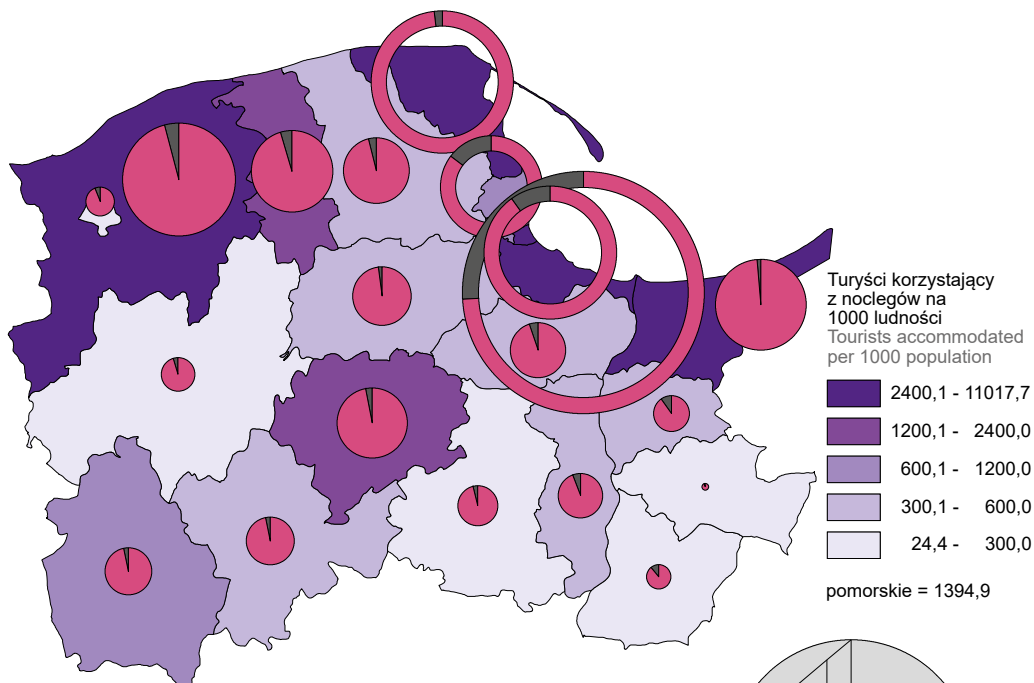 Turyści korzystający
z noclegów na
1000 ludności
Tourists accommodated
per 1000 population
2400,1 - 11017,7
1200,1 - 2400,0
600,1 - 1200,0
300,1 - 600,0
24,4 - 300,0
pomorskie = 1394,9